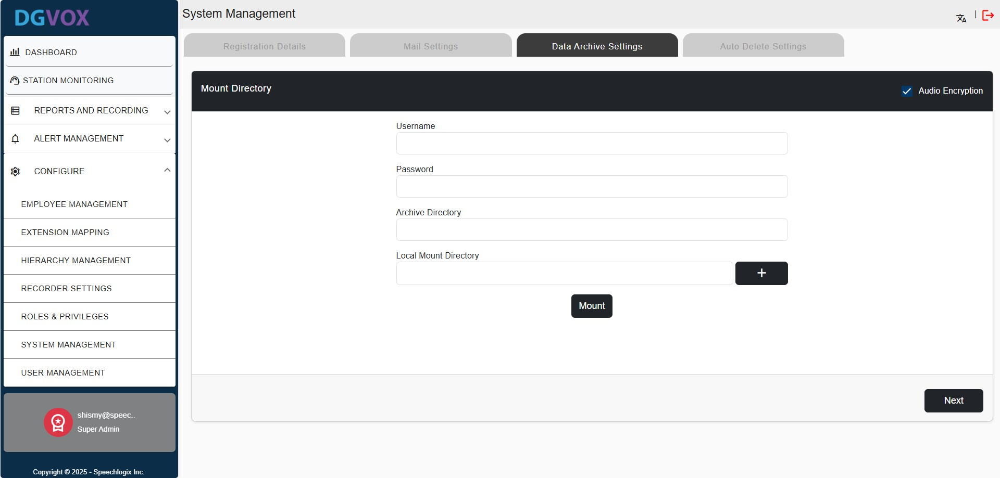 DGVOX
System Management
DASHBOARD
STATION MONITORING
REPORTS AND RECORDING
ALERT MANAGEMENT
CONFIGURE
EMPLOYEE MANAGEMENT
EXTENSION MAPPING
HIERARCHY MANAGEMENT
RECORDER SETTINGS
ROLES & PRIVILEGES
SYSTEM MANAGEMENT
USER MANAGEMENT
shismy@speec..
Super Admin
Copyright © 2025 - Speechlogix Inc.
Registration Details
Mail Settings
Data Archive Settings
Auto Delete Settings
Mount Directory
Audio Encryption
Username
Password
Archive Directory
Local Mount Directory
+
Mount
Next